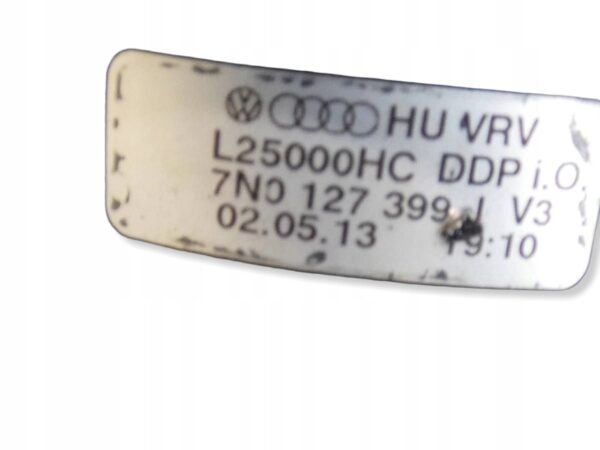 HU VRV
L25000HC DDP i.O.
7N0 127 399 J V3
02.05.13 19:10